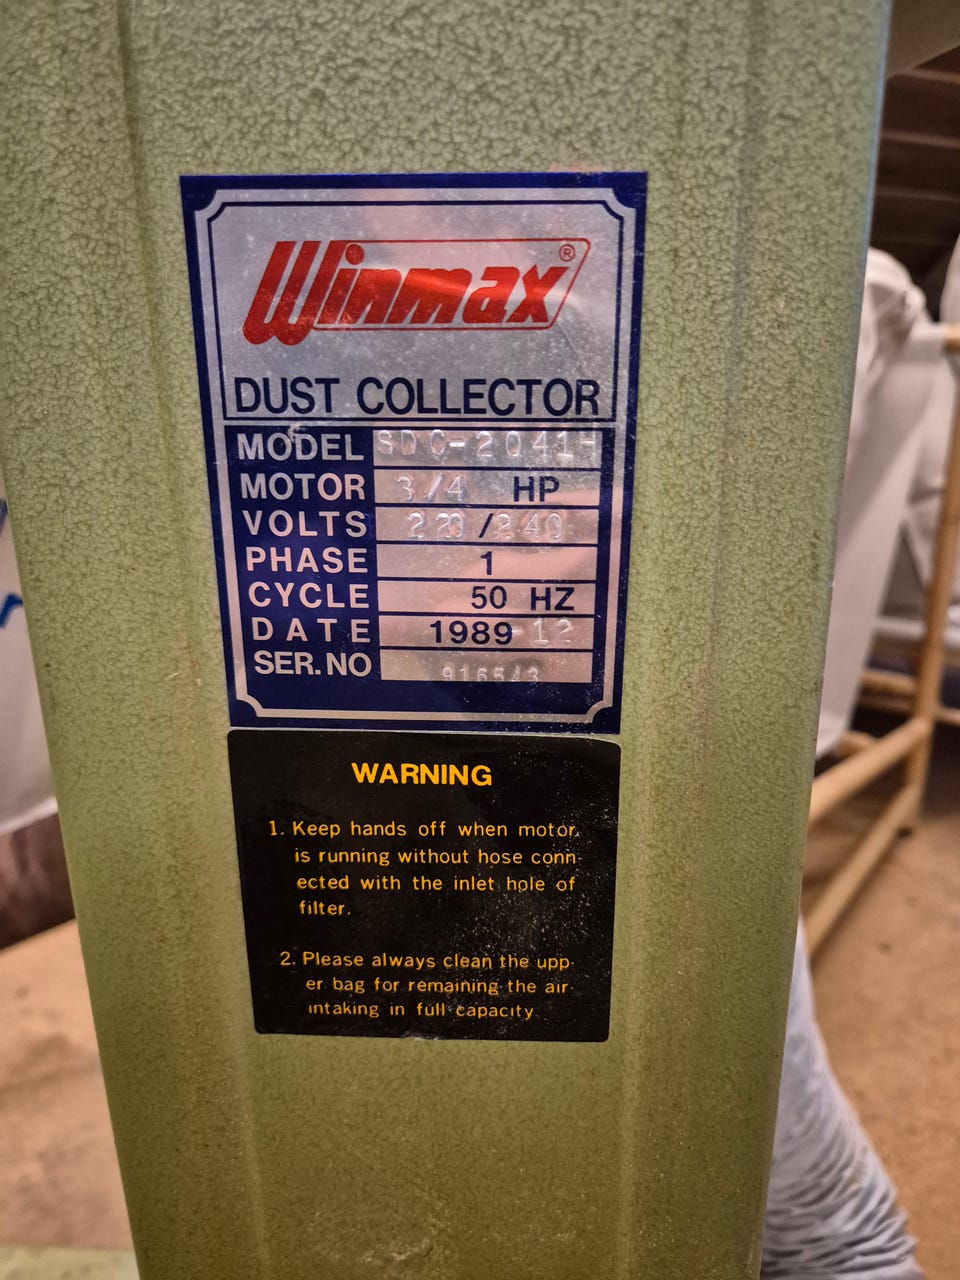 Winmax®
DUST COLLECTOR
MODEL SDC-2041H
MOTOR 3/4 HP
VOLTS 220/240
PHASE 1
CYCLE 50 HZ
DATE 1989 12
SER. NO 916543
WARNING
1. Keep hands off when motor
is running without hose conn-
ected with the inlet hole of
filter.
2. Please always clean the upp-
er bag for remaining the air
intaking in full capacity